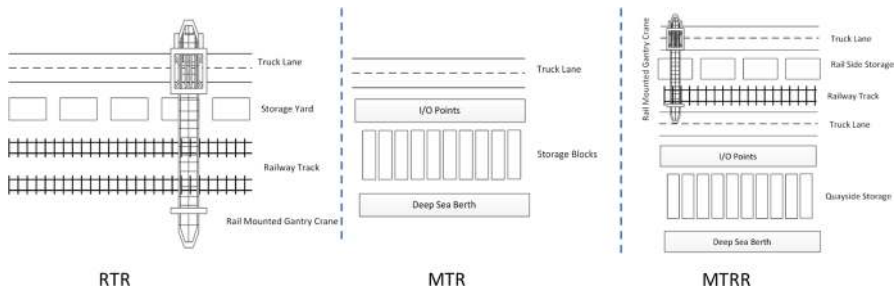 Truck Lane
Storage Yard
Railway Track
Rail Mounted Gantry Crane
RTR
Truck Lane
I/O Points
Storage Blocks
Deep Sea Berth
MTR
Rail Mounted Gantry Crane
Truck Lane
Rail Side Storage
Railway Track
Truck Lane
I/O Points
Quayside Storage
Deep Sea Berth
MTRR